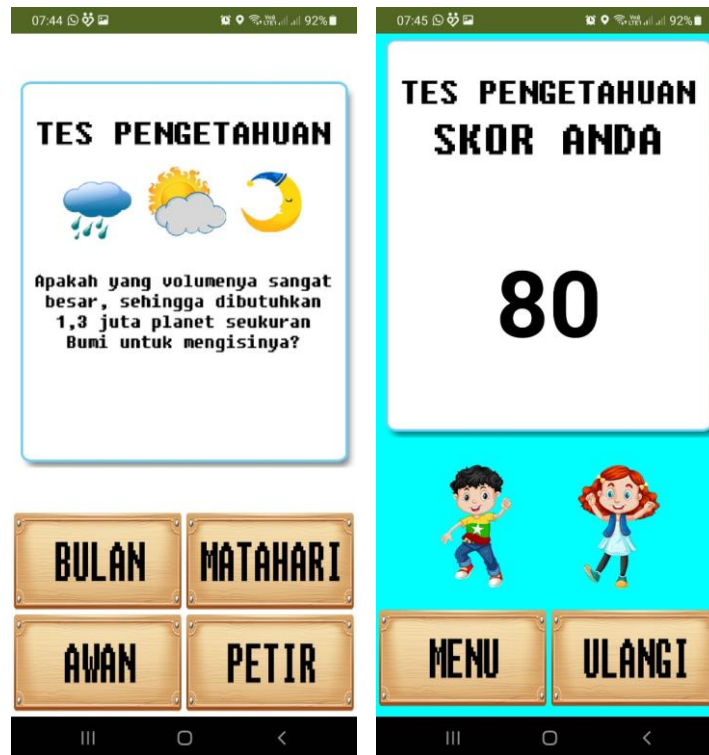 07:44
92%
TES PENGETAHUAN
Apakah yang volumenya sangat
besar, sehingga dibutuhkan
1,3 juta planet seukuran
Bumi untuk mengisinya?
BULAN
MATAHARI
AWAN
PETIR
07:45
92%
TES PENGETAHUAN
SKOR ANDA
80
MENU
ULANGI